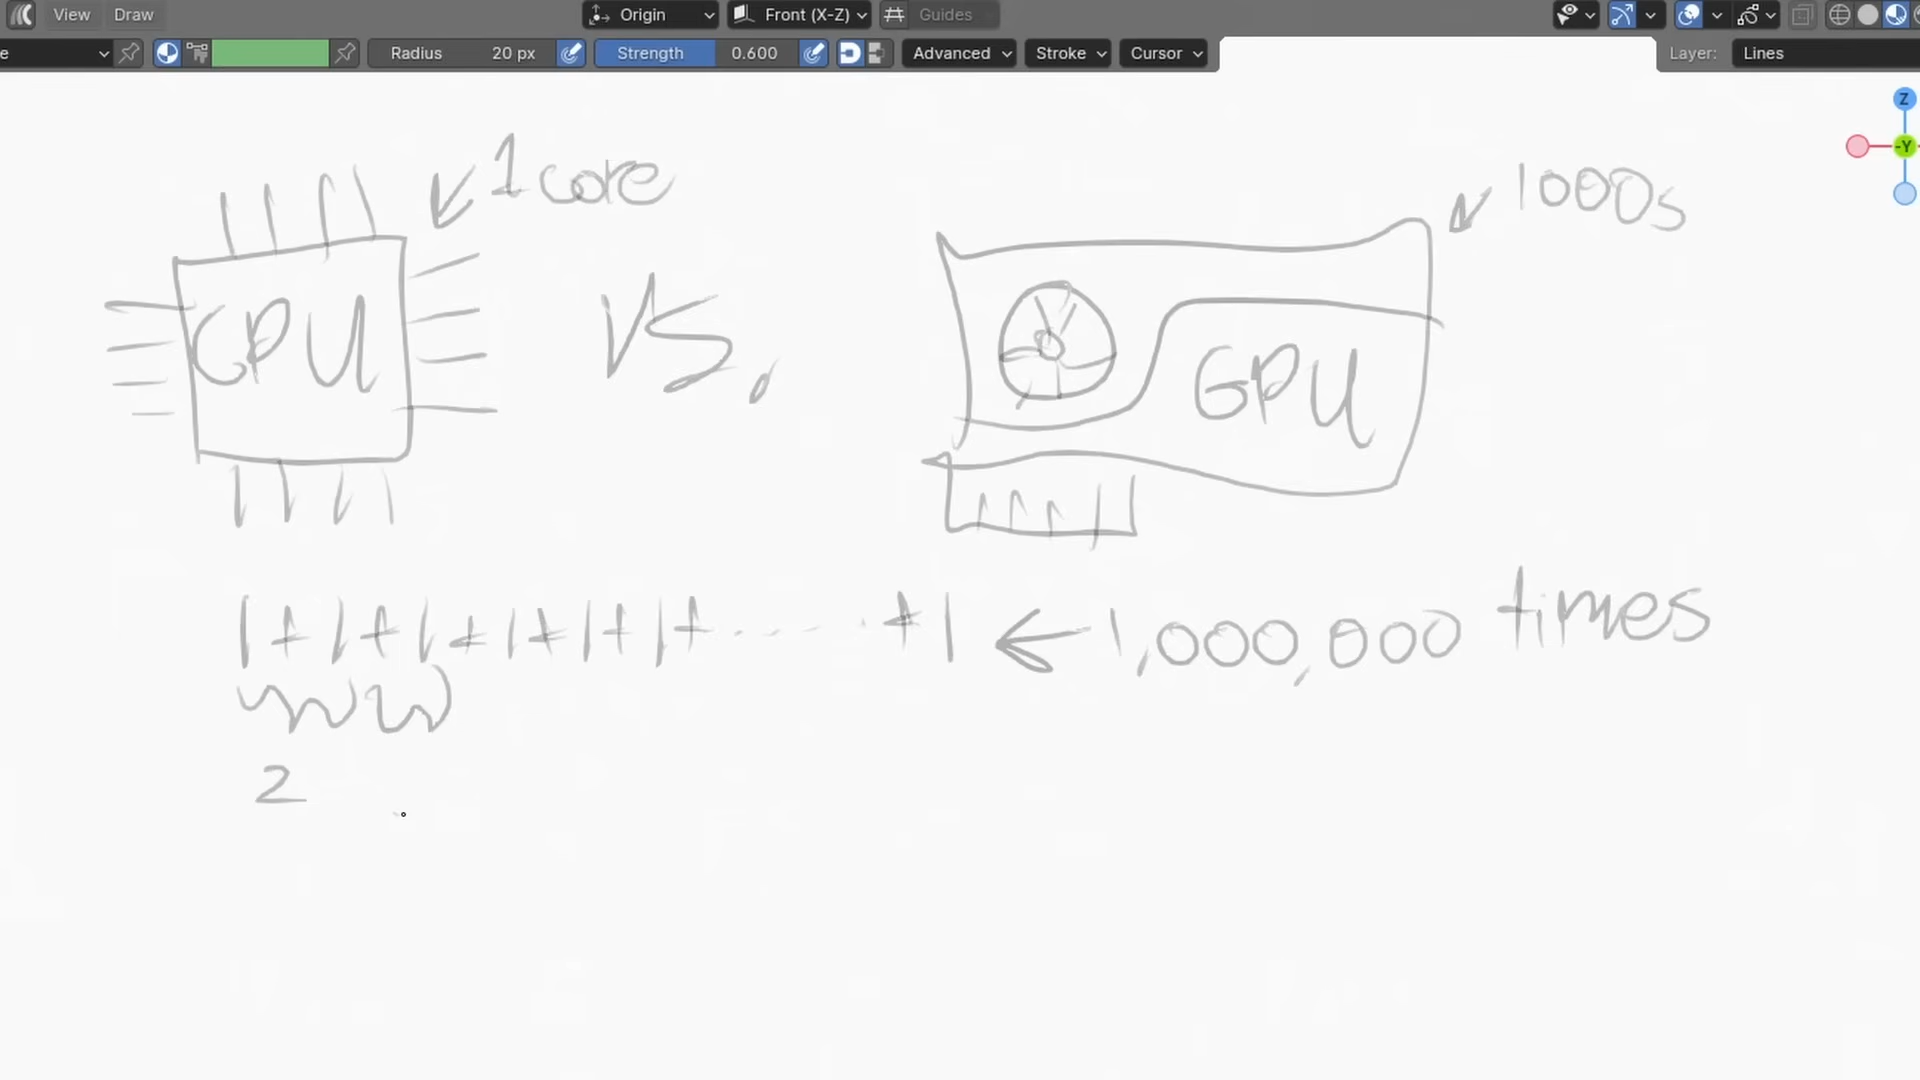 View Draw Origin Front (X-Z) Guides
e Radius 20 px Strength 0.600 Advanced Stroke Cursor Layer: Lines
Z
-Y
1 core
1000s
CPU
VS.
GPU
1+1+1+1+1+1+.....+1 ← 1,000,000 times
2